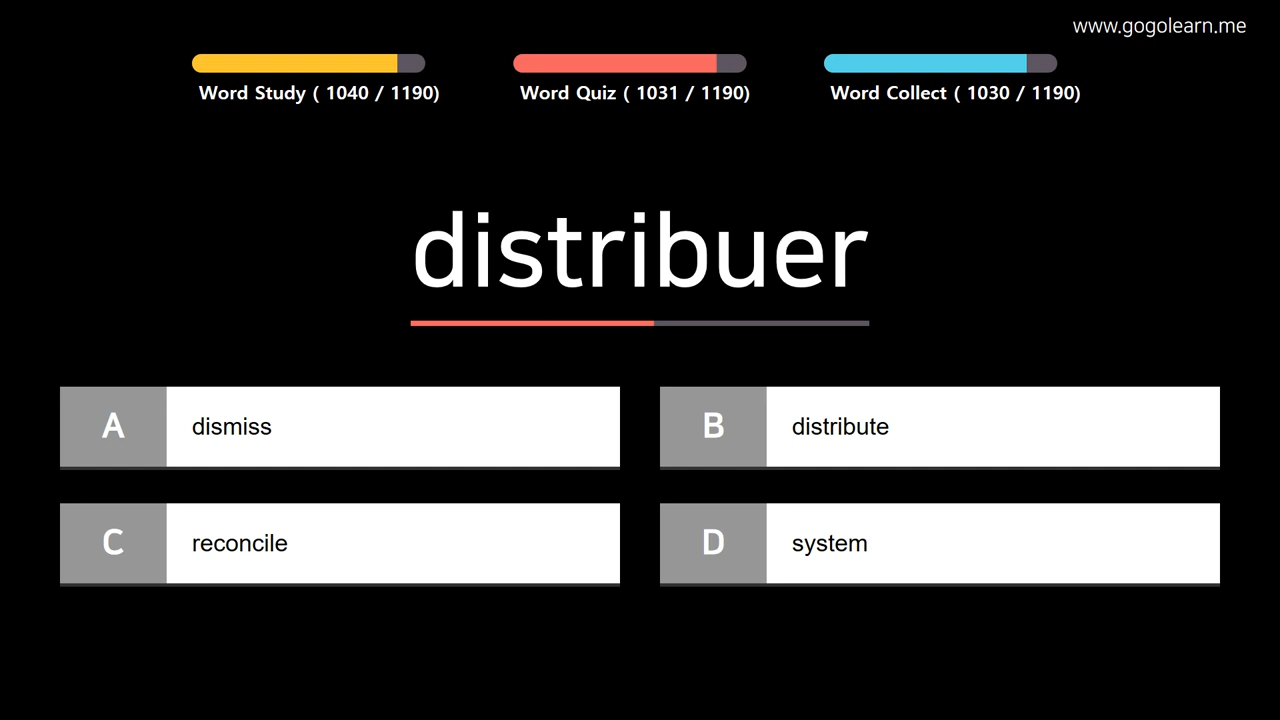 www.gogolearn.me
Word Study ( 1040 / 1190)
Word Quiz ( 1031 / 1190)
Word Collect ( 1030 / 1190)
distribuer
A dismiss
B distribute
C reconcile
D system